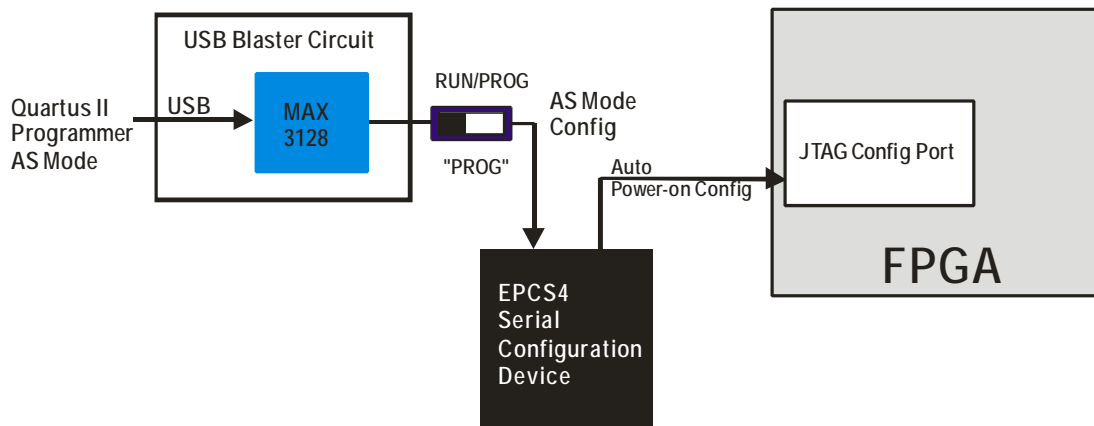 USB Blaster Circuit
Quartus II
Programmer
AS Mode
USB
MAX
3128
RUN/PROG
"PROG"
AS Mode
Config
Auto
Power-on Config
JTAG Config Port
FPGA
EPCS4
Serial
Configuration
Device